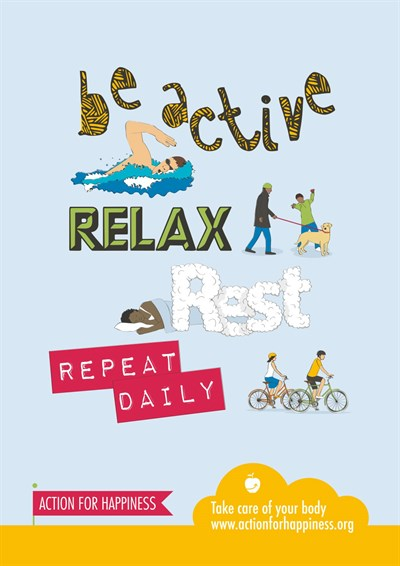 be active
RELAX
Rest
REPEAT
DAILY
ACTION FOR HAPPINESS
Take care of your body
www.actionforhappiness.org